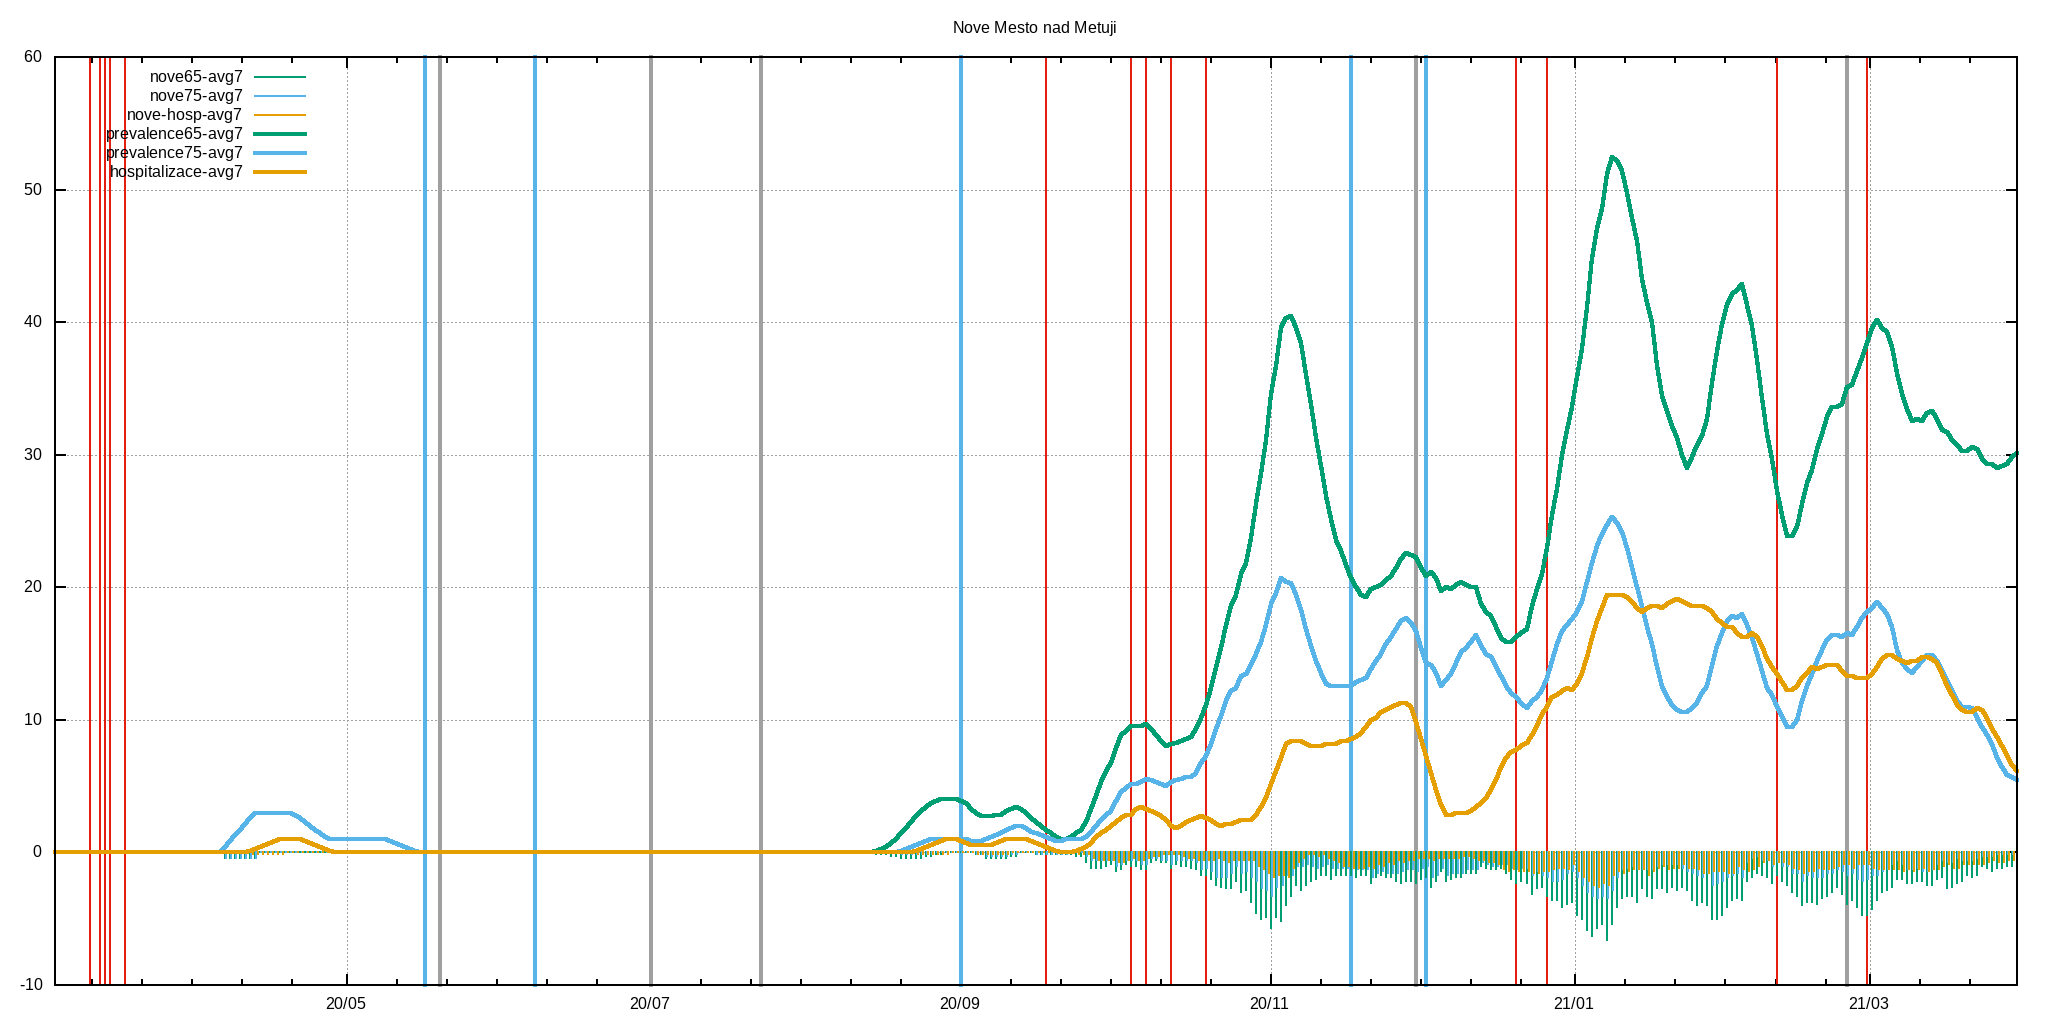 Nove Mesto nad Metuji
60
nove65-avg7
nove75-avg7
nove-hosp-avg7
prevalence65-avg7
prevalence75-avg7
hospitalizace-avg7
50
40
30
20
10
0
-10
20/05 20/07 20/09 20/11 21/01 21/03